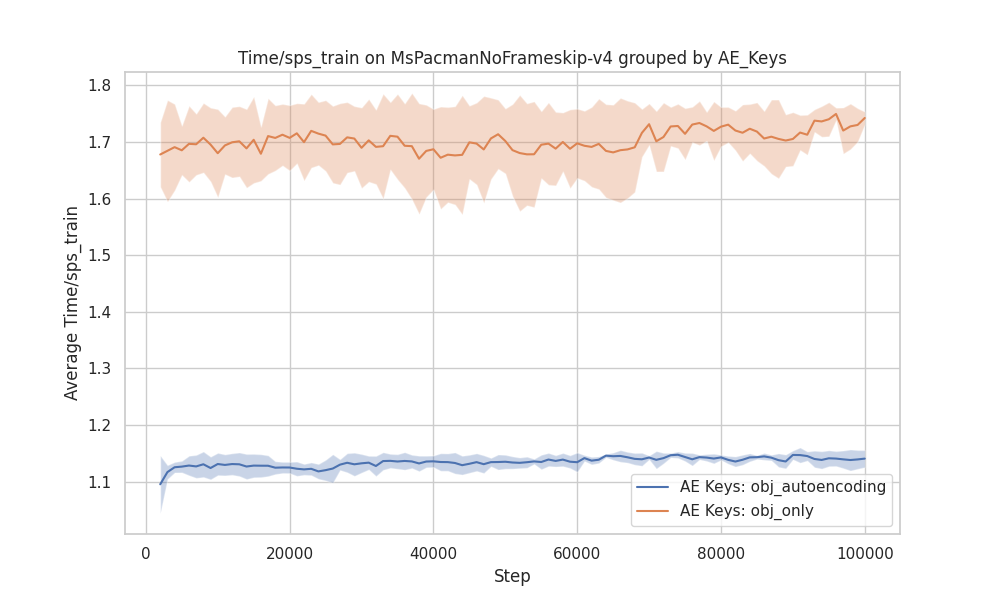 Time/sps_train on MsPacmanNoFrameskip-v4 grouped by AE_Keys
Average Time/sps_train
1.8
1.7
1.6
1.5
1.4
1.3
1.2
1.1
AE Keys: obj_autoencoding
AE Keys: obj_only
0
20000
40000
60000
80000
100000
Step